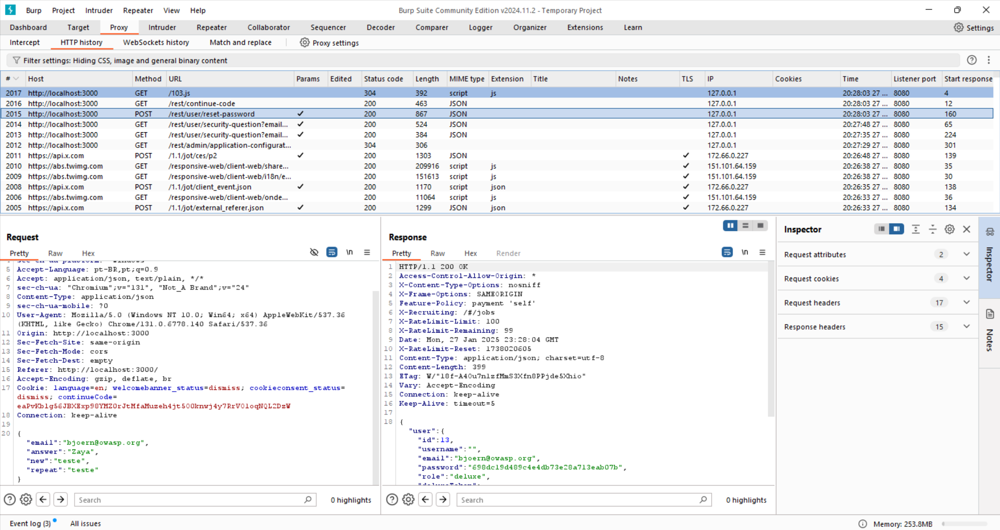 Burp Project Intruder Repeater View Help Burp Suite Community Edition v2024.11.2 - Temporary Project
Dashboard Target Proxy Intruder Repeater Collaborator Sequencer Decoder Comparer Logger Organizer Extensions Learn Settings
Intercept HTTP history WebSockets history Match and replace Proxy settings
Filter settings: Hiding CSS, image and general binary content
# Host Method URL Params Edited Status code Length MIME type Extension Title Notes TLS IP Cookies Time Listener port Start response
2017 http://localhost:3000 GET /103.js 304 392 script js 127.0.0.1 20:28:03 27 ... 8080 4
2016 http://localhost:3000 GET /rest/continue-code 200 463 JSON 127.0.0.1 20:28:03 27 ... 8080 12
2015 http://localhost:3000 POST /rest/user/reset-password ✓ 200 867 JSON 127.0.0.1 20:28:03 27 ... 8080 160
2014 http://localhost:3000 GET /rest/user/security-question?email... ✓ 200 524 JSON 127.0.0.1 20:27:48 27 ... 8080 65
2013 http://localhost:3000 GET /rest/user/security-question?email... ✓ 200 384 JSON 127.0.0.1 20:27:35 27 ... 8080 224
2012 http://localhost:3000 GET /rest/admin/application-configurat... 304 306 127.0.0.1 20:27:29 27 ... 8080 301
2011 https://api.x.com POST /1.1/jot/ces/p2 ✓ 200 1303 JSON ✓ 172.66.0.227 20:26:48 27 ... 8080 139
2010 https://abs.twimg.com GET /responsive-web/client-web/share... 200 209916 script js ✓ 151.101.64.159 20:26:38 27 ... 8080 35
2009 https://abs.twimg.com GET /responsive-web/client-web/i18n/e... 200 151613 script js ✓ 151.101.64.159 20:26:38 27 ... 8080 30
2008 https://api.x.com POST /1.1/jot/client_event.json ✓ 200 1170 JSON json ✓ 172.66.0.227 20:26:35 27 ... 8080 138
2006 https://abs.twimg.com GET /responsive-web/client-web/onde... 200 11064 script js ✓ 151.101.64.159 20:26:33 27 ... 8080 36
2005 https://api.x.com POST /1.1/jot/external_referer.json ✓ 200 1299 JSON json ✓ 172.66.0.227 20:26:33 27 ... 8080 134
Request
Pretty Raw Hex \n
5 Accept-Language: pt-BR,pt;q=0.9
6 Accept: application/json, text/plain, */*
7 sec-ch-ua: "Chromium";v="131", "Not_A Brand";v="24"
8 Content-Type: application/json
9 sec-ch-ua-mobile: ?0
10 User-Agent: Mozilla/5.0 (Windows NT 10.0; Win64; x64) AppleWebKit/537.36
(KHTML, like Gecko) Chrome/131.0.6778.140 Safari/537.36
11 Origin: http://localhost:3000
12 Sec-Fetch-Site: same-origin
13 Sec-Fetch-Mode: cors
14 Sec-Fetch-Dest: empty
15 Referer: http://localhost:3000/
16 Accept-Encoding: gzip, deflate, br
17 Cookie: language=en; welcomebanner_status=dismiss; cookieconsent_status=
dismiss; continueCode=
eaPvKblg56JBXExp98YMZ0rJtMfaMuzeh4jt500knwj4y7RrV01oqNQL2DzW
18 Connection: keep-alive
19
20 {
"email":"bjoern@owasp.org",
"answer":"Zaya",
"new":"teste",
"repeat":"teste"
}
Search 0 highlights
Response
Pretty Raw Hex Render \n
1 HTTP/1.1 200 OK
2 Access-Control-Allow-Origin: *
3 X-Content-Type-Options: nosniff
4 X-Frame-Options: SAMEORIGIN
5 Feature-Policy: payment 'self'
6 X-Recruiting: /#/jobs
7 X-RateLimit-Limit: 100
8 X-RateLimit-Remaining: 99
9 Date: Mon, 27 Jan 2025 23:28:04 GMT
10 X-RateLimit-Reset: 1738020605
11 Content-Type: application/json; charset=utf-8
12 Content-Length: 399
13 ETag: W/"18f-A40u7nlzfMmS3Xfn8PPjde5Xhio"
14 Vary: Accept-Encoding
15 Connection: keep-alive
16 Keep-Alive: timeout=5
17
18 {
"user":{
"id":13,
"username":"",
"email":"bjoern@owasp.org",
"password":"698dc19d489c4e4db73e28a713eab07b",
"role":"deluxe",
Search 0 highlights
Inspector
Request attributes 2
Request cookies 4
Request headers 17
Response headers 15
Inspector
Notes
Event log (3) All issues Memory: 253.8MB